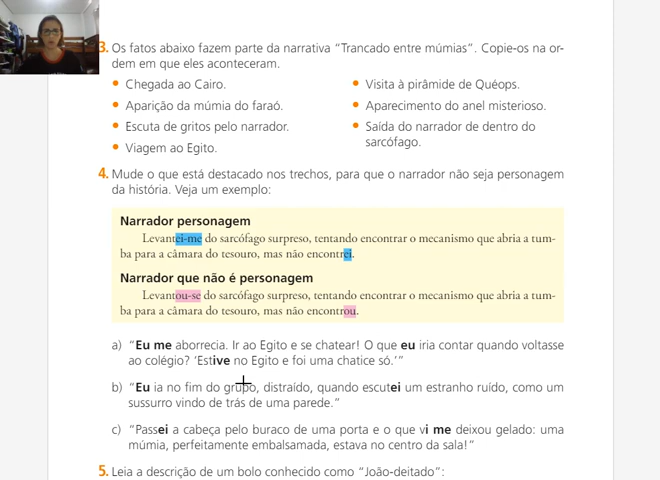 3. Os fatos abaixo fazem parte da narrativa “Trancado entre múmias”. Copie-os na or-
dem em que eles aconteceram.
• Chegada ao Cairo.
• Aparição da múmia do faraó.
• Escuta de gritos pelo narrador.
• Viagem ao Egito.
• Visita à pirâmide de Quéops.
• Aparecimento do anel misterioso.
• Saída do narrador de dentro do
sarcófago.
4. Mude o que está destacado nos trechos, para que o narrador não seja personagem
da história. Veja um exemplo:
Narrador personagem
Levantei-me do sarcófago surpreso, tentando encontrar o mecanismo que abria a tum-
ba para a câmara do tesouro, mas não encontrei.
Narrador que não é personagem
Levantou-se do sarcófago surpreso, tentando encontrar o mecanismo que abria a tum-
ba para a câmara do tesouro, mas não encontrou.
a) “Eu me aborrecia. Ir ao Egito e se chatear! O que eu iria contar quando voltasse
ao colégio? ‘Estive no Egito e foi uma chatice só.’”
b) “Eu ia no fim do grupo, distraído, quando escutei um estranho ruído, como um
sussurro vindo de trás de uma parede.”
c) “Passei a cabeça pelo buraco de uma porta e o que vi me deixou gelado: uma
múmia, perfeitamente embalsamada, estava no centro da sala!”
5. Leia a descrição de um bolo conhecido como “João-deitado”: